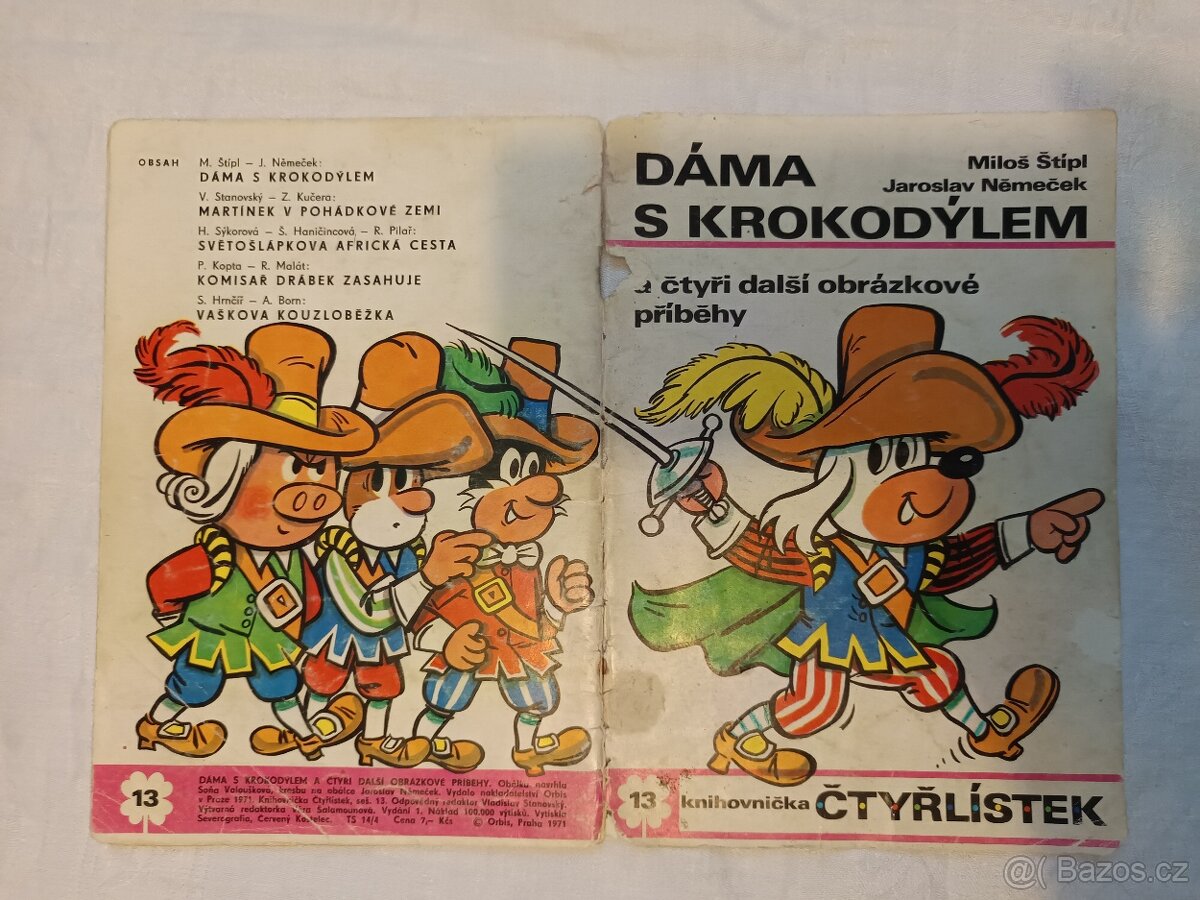 OBSAH
M. Štípl – J. Němeček:
DÁMA S KROKODÝLEM
V. Stanovský – Z. Kučera:
MARTÍNEK V POHÁDKOVÉ ZEMI
H. Sýkorová – Š. Haničincová – R. Pilař:
SVĚTOŠLÁPKOVA AFRICKÁ CESTA
P. Kopta – R. Malát:
KOMISAŘ DRÁBEK ZASAHUJE
S. Hrnčíř – A. Born:
VAŠKOVA KOUZLOBĚŽKA
13
DÁMA S KROKODÝLEM A ČTYŘI DALŠÍ OBRÁZKOVÉ PŘÍBĚHY. Obálku navrhla
Soňa Valoušková, kresbu na obálce Jaroslav Němeček. Vydalo nakladatelství Orbis
v Praze 1971. Knihovnička Čtyřlístek, seš. 13. Odpovědný redaktor Vladislav Stanovský.
Výtvarná redaktorka Věra Šalamounová. Vydání 1. Náklad 100.000 výtisků. Vytiskla
Severografia, Červený Kostelec. TS 14/4 Cena 7,– Kčs © Orbis, Praha 1971
DÁMA
S KROKODÝLEM
Miloš Štípl
Jaroslav Němeček
a čtyři další obrázkové
příběhy
13
knihovnička ČTYŘLÍSTEK
@( Bazos.cz